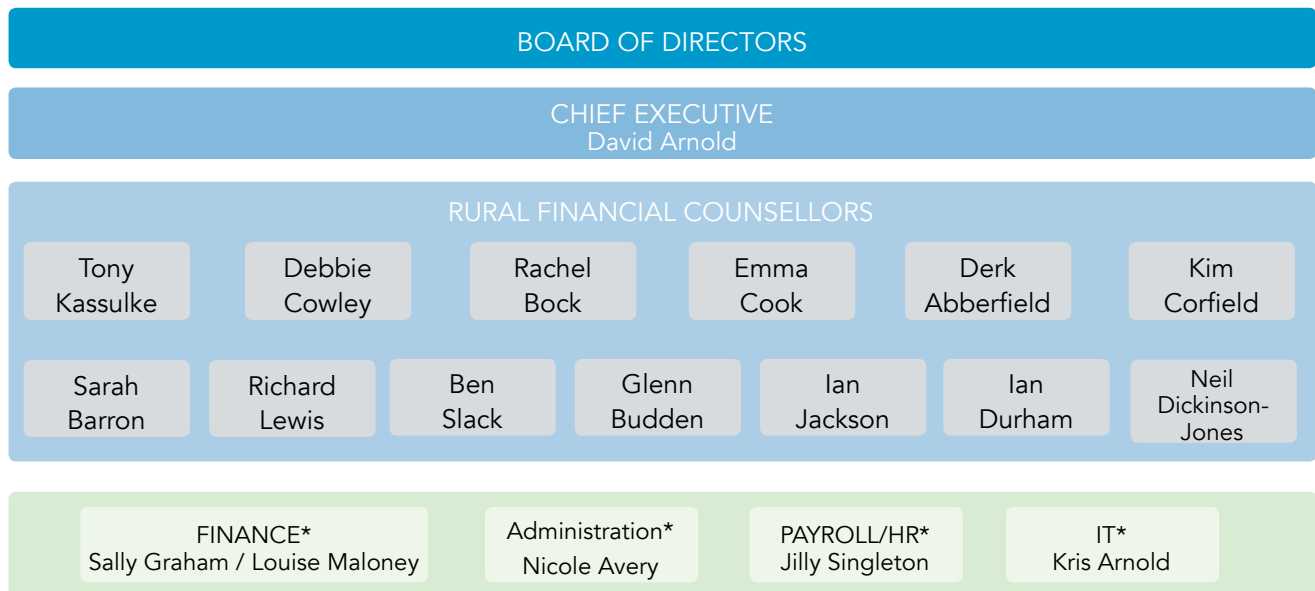 BOARD OF DIRECTORS
CHIEF EXECUTIVE
David Arnold
RURAL FINANCIAL COUNSELLORS
Tony
Kassulke
Debbie
Cowley
Rachel
Bock
Emma
Cook
Derk
Abberfield
Kim
Corfield
Sarah
Barron
Richard
Lewis
Ben
Slack
Glenn
Budden
Ian
Jackson
Ian
Durham
Neil
Dickinson-
Jones
FINANCE*
Sally Graham / Louise Maloney
Administration*
Nicole Avery
PAYROLL/HR*
Jilly Singleton
IT*
Kris Arnold